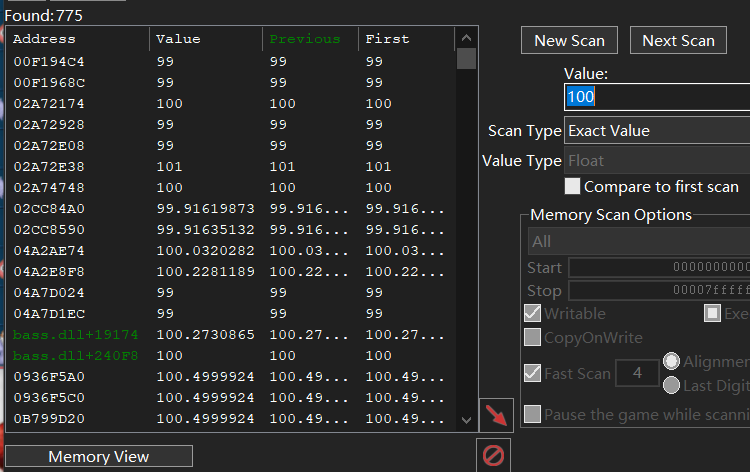 Found:775
Address Value Previous First
00F194C4 99 99 99
00F1968C 99 99 99
02A72174 100 100 100
02A72928 99 99 99
02A72E08 99 99 99
02A72E38 101 101 101
02A74748 100 100 100
02CC84A0 99.91619873 99.916... 99.916...
02CC8590 99.91635132 99.916... 99.916...
04A2AE74 100.0320282 100.03... 100.03...
04A2E8F8 100.2281189 100.22... 100.22...
04A7D024 99 99 99
04A7D1EC 99 99 99
bass.dll+19174 100.2730865 100.27... 100.27...
bass.dll+240F8 100 100 100
0936F5A0 100.4999924 100.49... 100.49...
0936F5C0 100.4999924 100.49... 100.49...
0B799D20 100.4999924 100.49... 100.49...
Memory View
New Scan Next Scan
Value:
100
Scan Type Exact Value
Value Type Float
Compare to first scan
Memory Scan Options
All
Start 0000000000
Stop 00007fffff
Writable Exe
CopyOnWrite
Fast Scan 4 Alignme
Last Digit
Pause the game while scanni